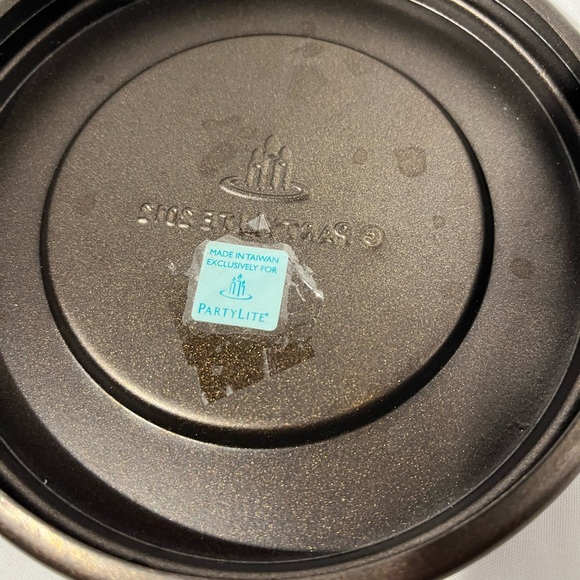 © PARTYLITE 2012
MADE IN TAIWAN
EXCLUSIVELY FOR
PARTYLITE®